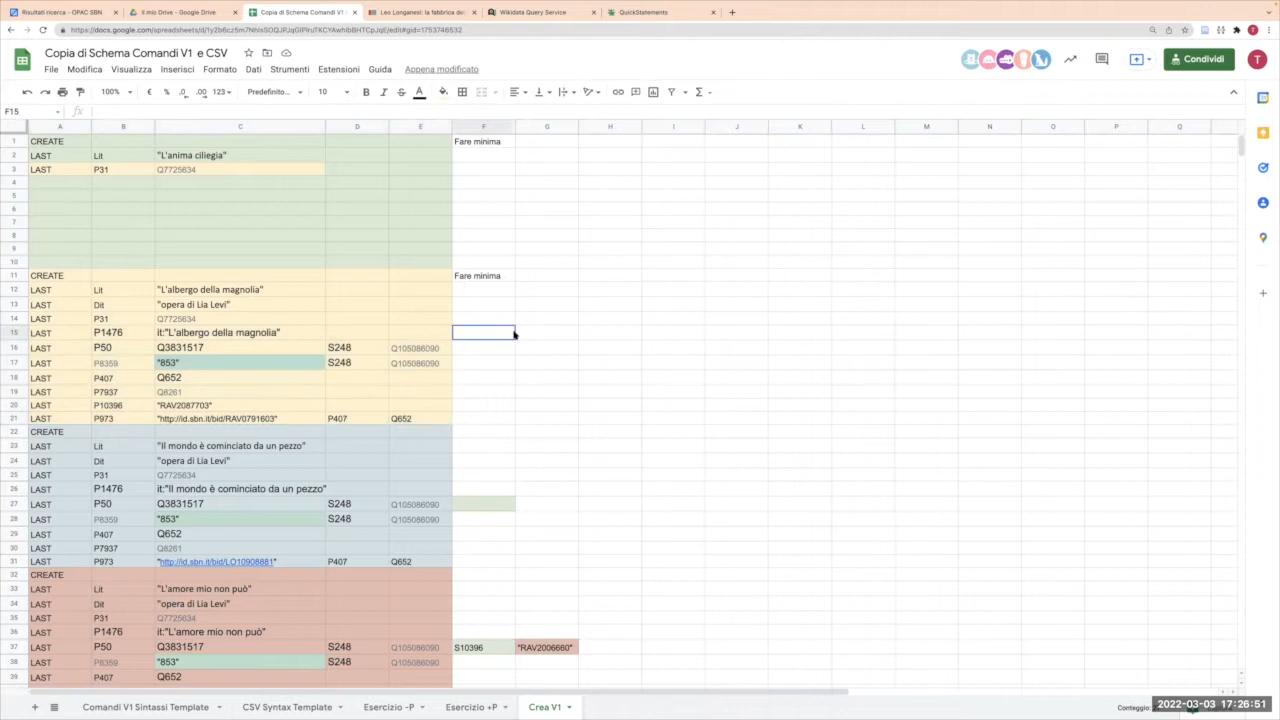 Risultati ricerca - OPAC SBN
Il mio Drive - Google Drive
Copia di Schema Comandi V1
Leo Longanesi: la fabbrica de
Wikidata Query Service
QuickStatements
Copia di Schema Comandi V1 e CSV
File Modifica Visualizza Inserisci Formato Dati Strumenti Estensioni Guida Appena modificato
Condividi
T
100% € % .0 .00 123 Predefinito... 10 B I S A
F15 fx
A B C D E F G H I J K L M N O P Q
1 CREATE Fare minima
2 LAST Lit "L'anima ciliegia"
3 LAST P31 Q7725634
4
5
6
7
8
9
10
11 CREATE Fare minima
12 LAST Lit "L'albergo della magnolia"
13 LAST Dit "opera di Lia Levi"
14 LAST P31 Q7725634
15 LAST P1476 it:"L'albergo della magnolia"
16 LAST P50 Q3831517 S248 Q105086090
17 LAST P8359 "853" S248 Q105086090
18 LAST P407 Q652
19 LAST P7937 Q8261
20 LAST P10396 "RAV2087703"
21 LAST P973 "http://id.sbn.it/bid/RAV0791603" P407 Q652
22 CREATE
23 LAST Lit "Il mondo è cominciato da un pezzo"
24 LAST Dit "opera di Lia Levi"
25 LAST P31 Q7725634
26 LAST P1476 it:"Il mondo è cominciato da un pezzo"
27 LAST P50 Q3831517 S248 Q105086090
28 LAST P8359 "853" S248 Q105086090
29 LAST P407 Q652
30 LAST P7937 Q8261
31 LAST P973 "http://id.sbn.it/bid/LO10908881" P407 Q652
32 CREATE
33 LAST Lit "L'amore mio non può"
34 LAST Dit "opera di Lia Levi"
35 LAST P31 Q7725634
36 LAST P1476 it:"L'amore mio non può"
37 LAST P50 Q3831517 S248 Q105086090 S10396 "RAV2006660"
38 LAST P8359 "853" S248 Q105086090
39 LAST P407 Q652
Comandi V1 Sintassi Template CSV Syntax Template Esercizio -P Esercizio +P Crea V1
Conteggio:
2022-03-03 17:26:51